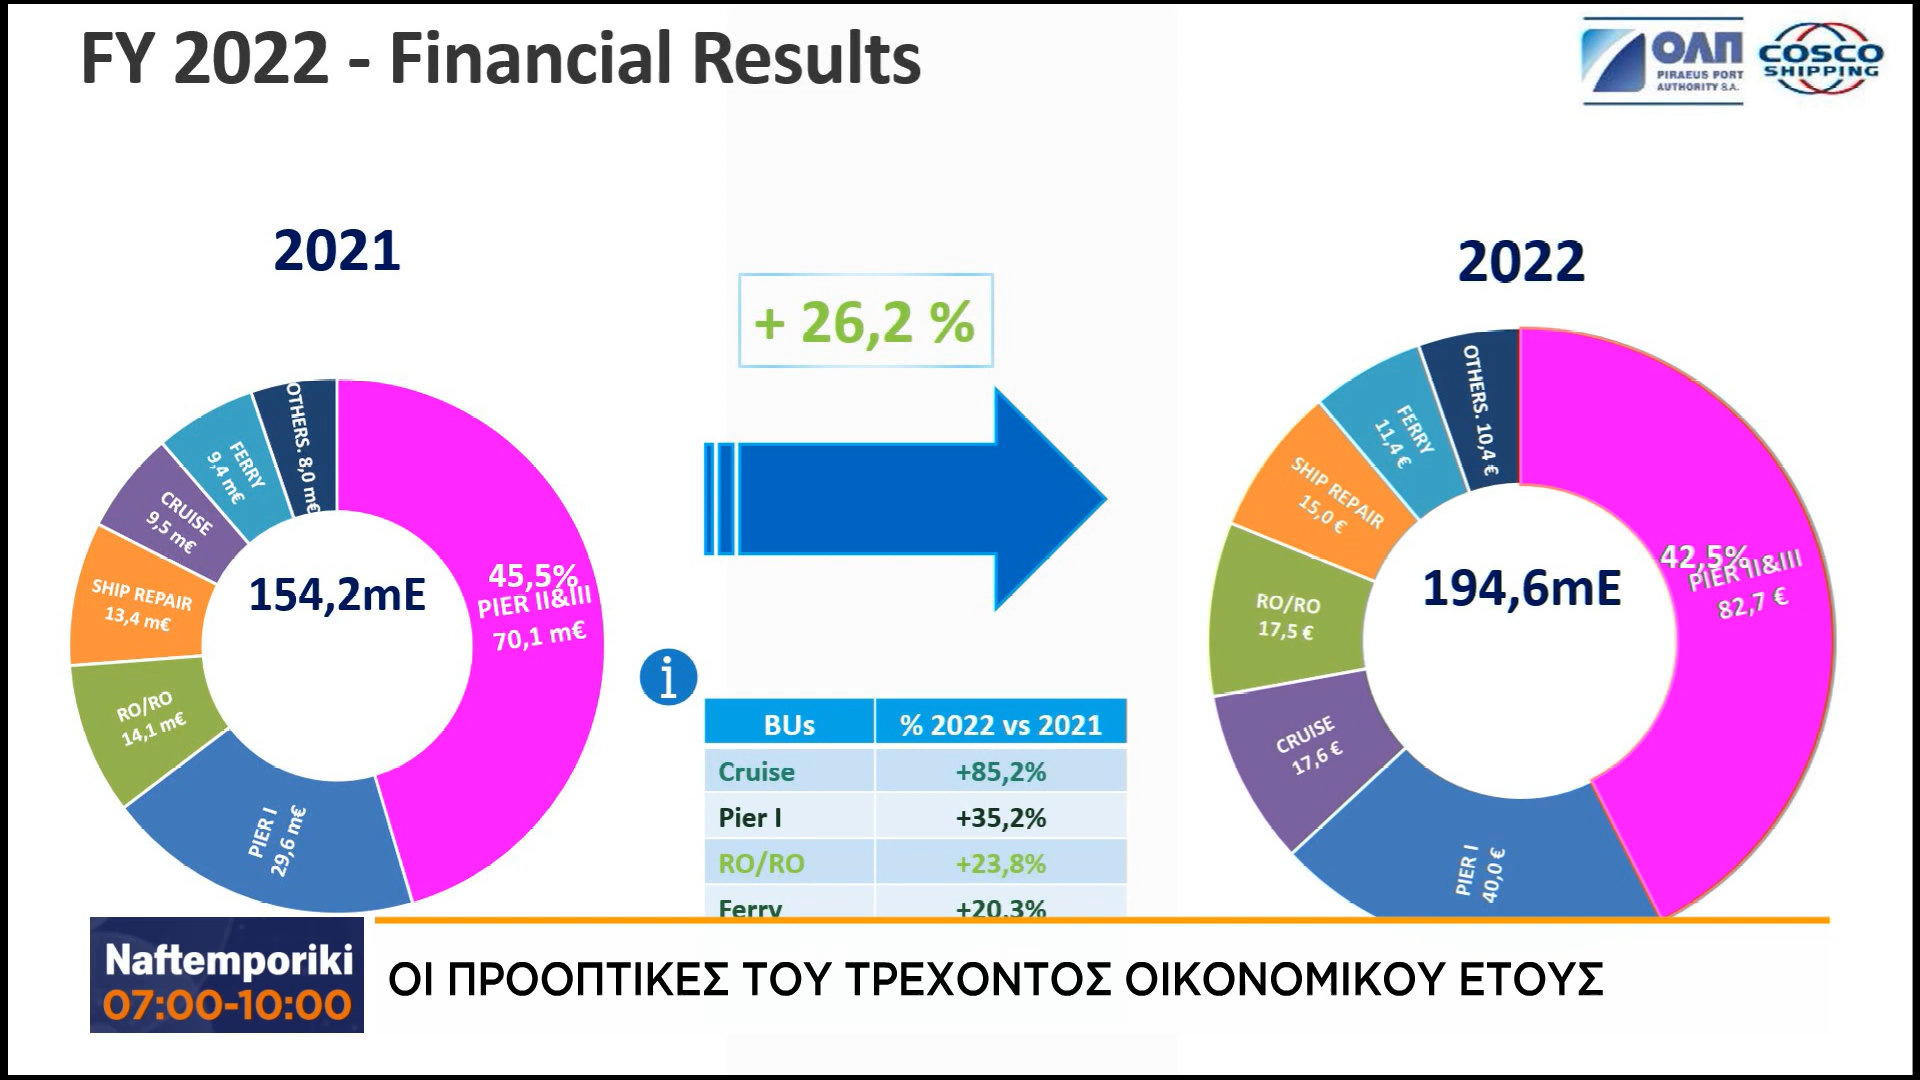 FY 2022 - Financial Results
ΟΛΠ
PIRAEUS PORT
AUTHORITY S.A.
COSCO
SHIPPING
2021
OTHERS. 8,0 m€
FERRY
9,4 m€
CRUISE
9,5 m€
SHIP REPAIR
13,4 m€
RO/RO
14,1 m€
PIER I
29,6 m€
154,2mE
45,5%
PIER II&III
70,1 m€
+ 26,2 %
i
BUs % 2022 vs 2021
Cruise +85,2%
Pier I +35,2%
RO/RO +23,8%
Ferry +20,3%
2022
OTHERS. 10,4 €
FERRY
11,4 €
SHIP REPAIR
15,0 €
RO/RO
17,5 €
CRUISE
17,6 €
PIER I
40,0 €
194,6mE
42,5%
PIER II&III
82,7 €
Naftemporiki
07:00-10:00
ΟΙ ΠΡΟΟΠΤΙΚΕΣ ΤΟΥ ΤΡΕΧΟΝΤΟΣ ΟΙΚΟΝΟΜΙΚΟΥ ΕΤΟΥΣ